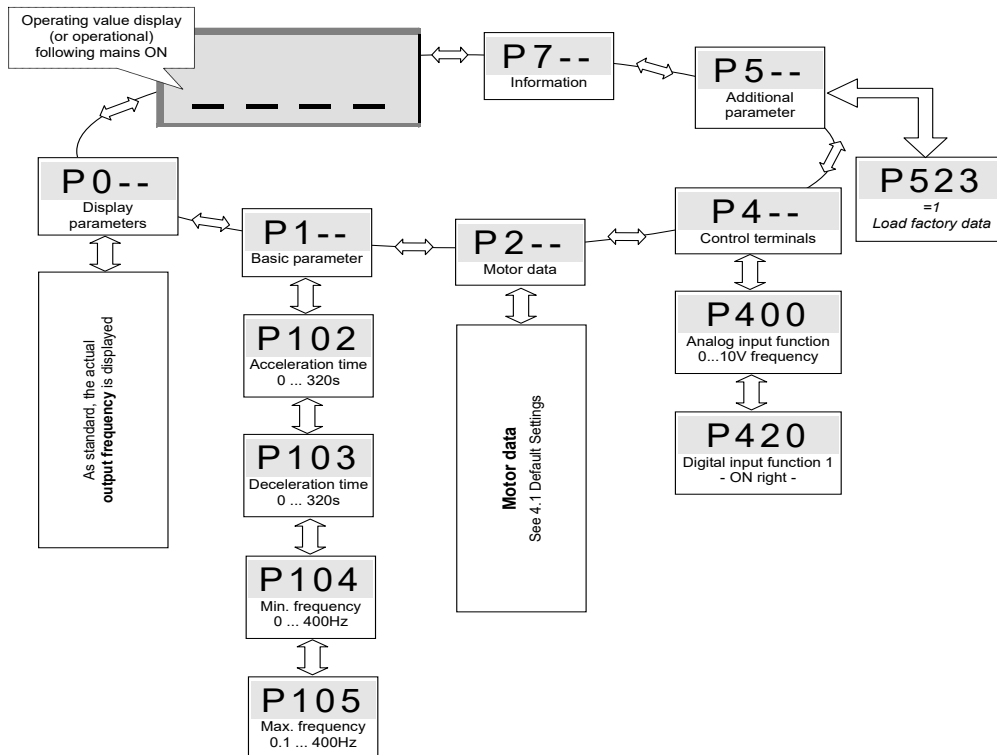 Operating value display
(or operational)
following mains ON
_ _ _ _
P7--
Information
P5--
Additional
parameter
P523
=1
Load factory data
P0--
Display
parameters
P1--
Basic parameter
P2--
Motor data
P4--
Control terminals
As standard, the actual
output frequency is displayed
P102
Acceleration time
0 ... 320s
P103
Deceleration time
0 ... 320s
P104
Min. frequency
0 ... 400Hz
P105
Max. frequency
0.1 ... 400Hz
Motor data
See 4.1 Default Settings
P400
Analog input function
0...10V frequency
P420
Digital input function 1
- ON right -